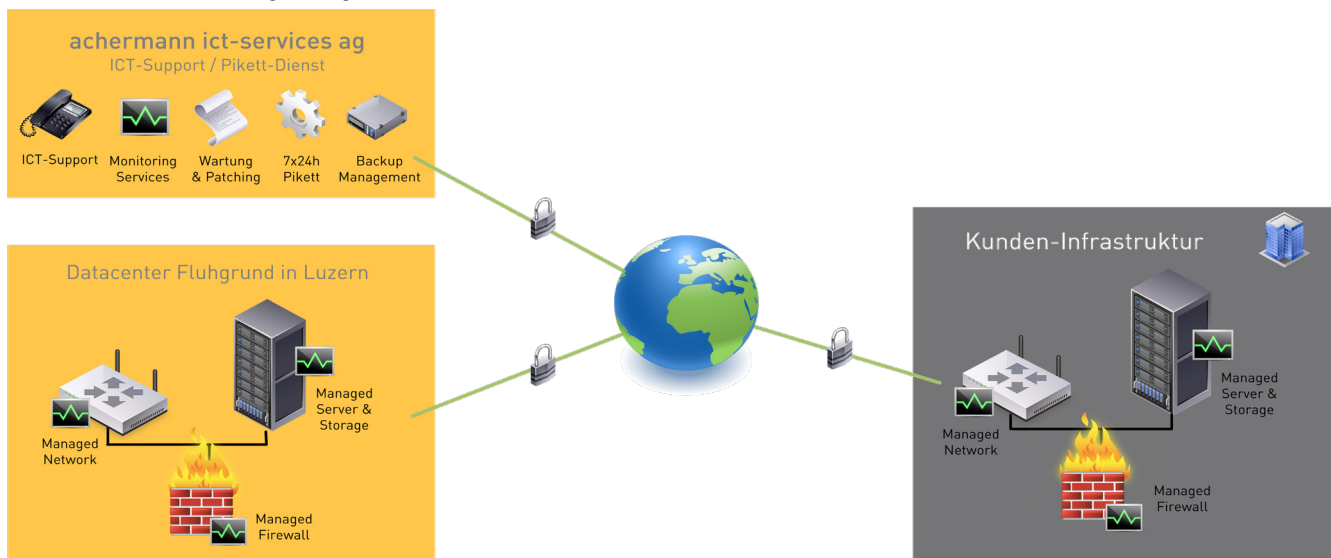 achermann ict-services ag
ICT-Support / Pikett-Dienst
ICT-Support
Monitoring
Services
Wartung
& Patching
7x24h
Pikett
Backup
Management
Datacenter Fluhgrund in Luzern
Managed
Server &
Storage
Managed
Network
Managed
Firewall
Kunden-Infrastruktur
Managed
Server &
Storage
Managed
Network
Managed
Firewall